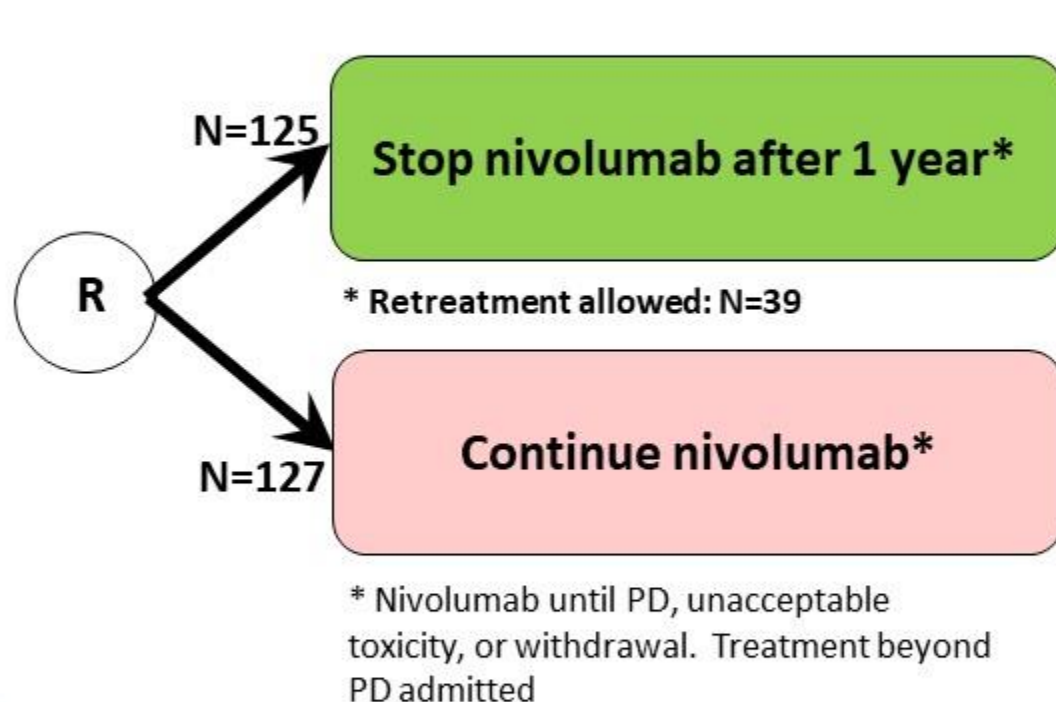 N=125
Stop nivolumab after 1 year*
R
* Retreatment allowed: N=39
Continue nivolumab*
N=127
* Nivolumab until PD, unacceptable
toxicity, or withdrawal. Treatment beyond
PD admitted